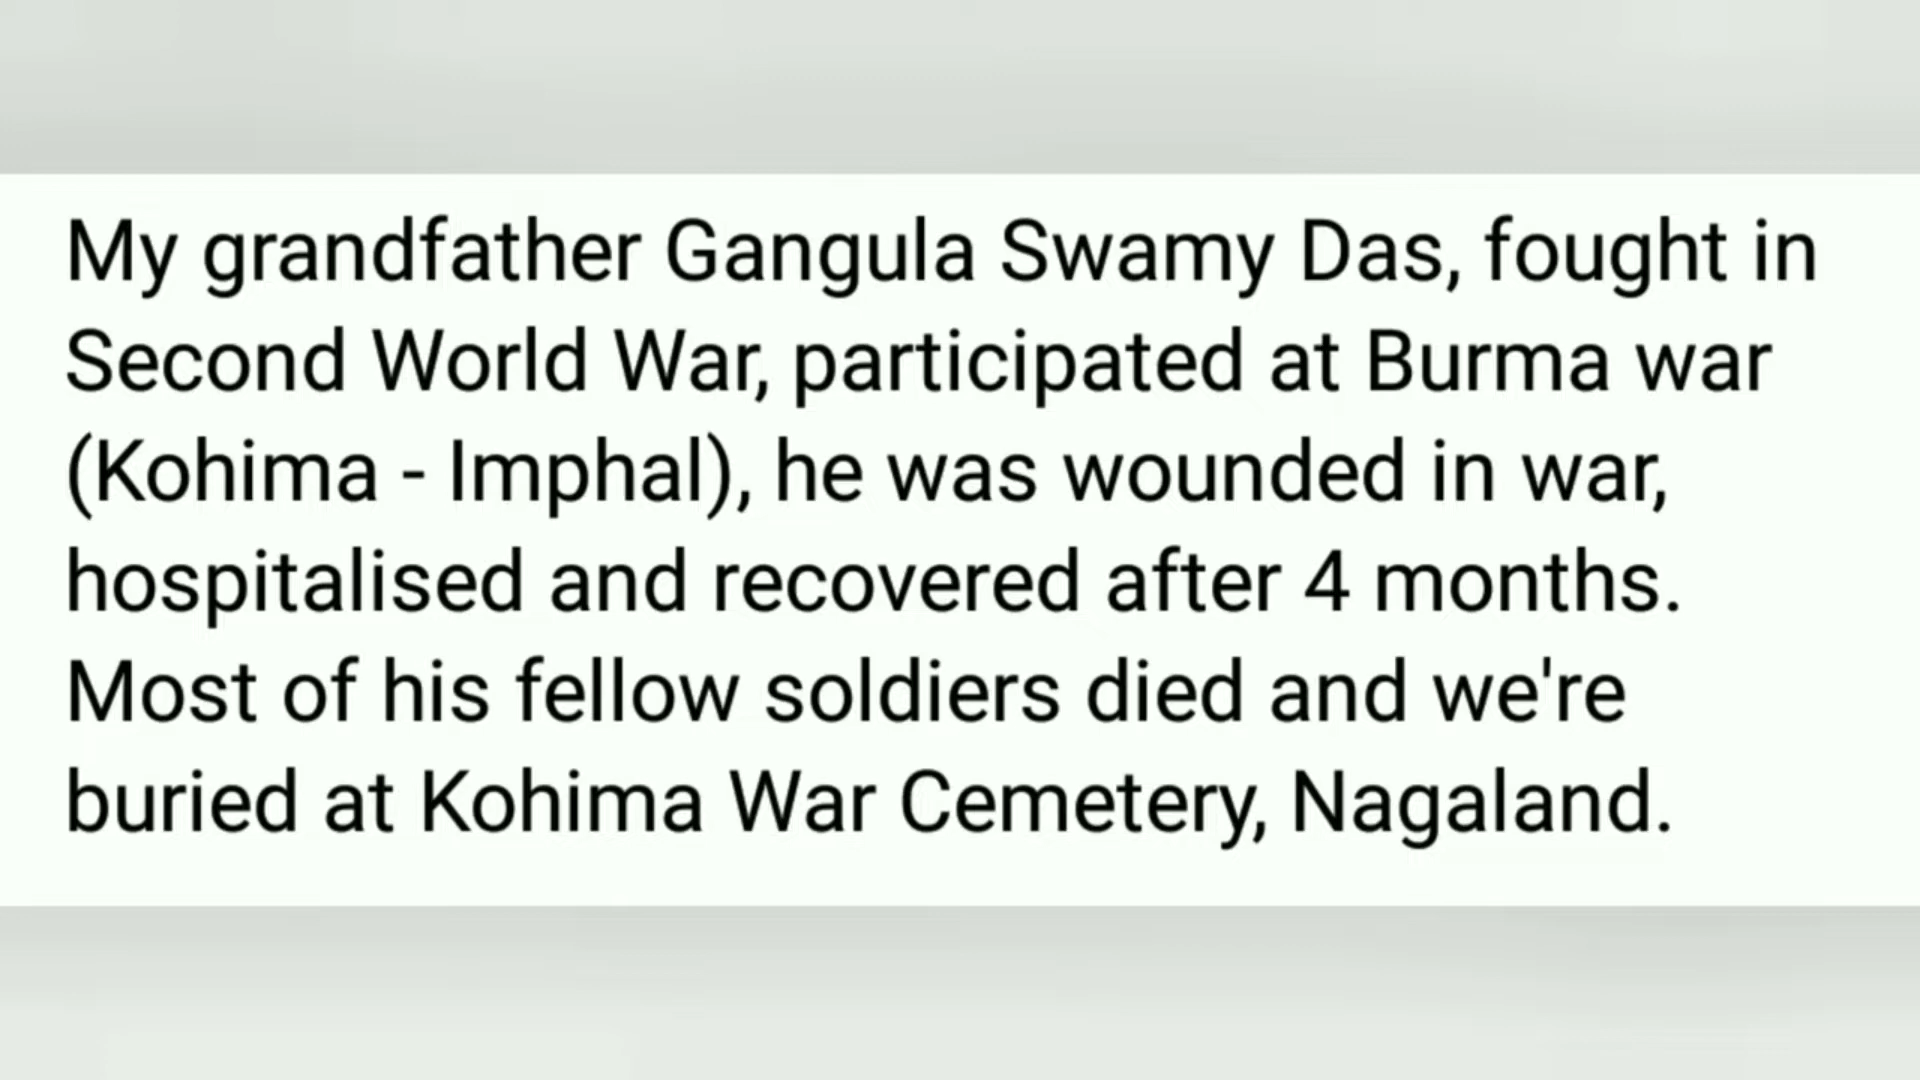 My grandfather Gangula Swamy Das, fought in
Second World War, participated at Burma war
(Kohima - Imphal), he was wounded in war,
hospitalised and recovered after 4 months.
Most of his fellow soldiers died and we're
buried at Kohima War Cemetery, Nagaland.